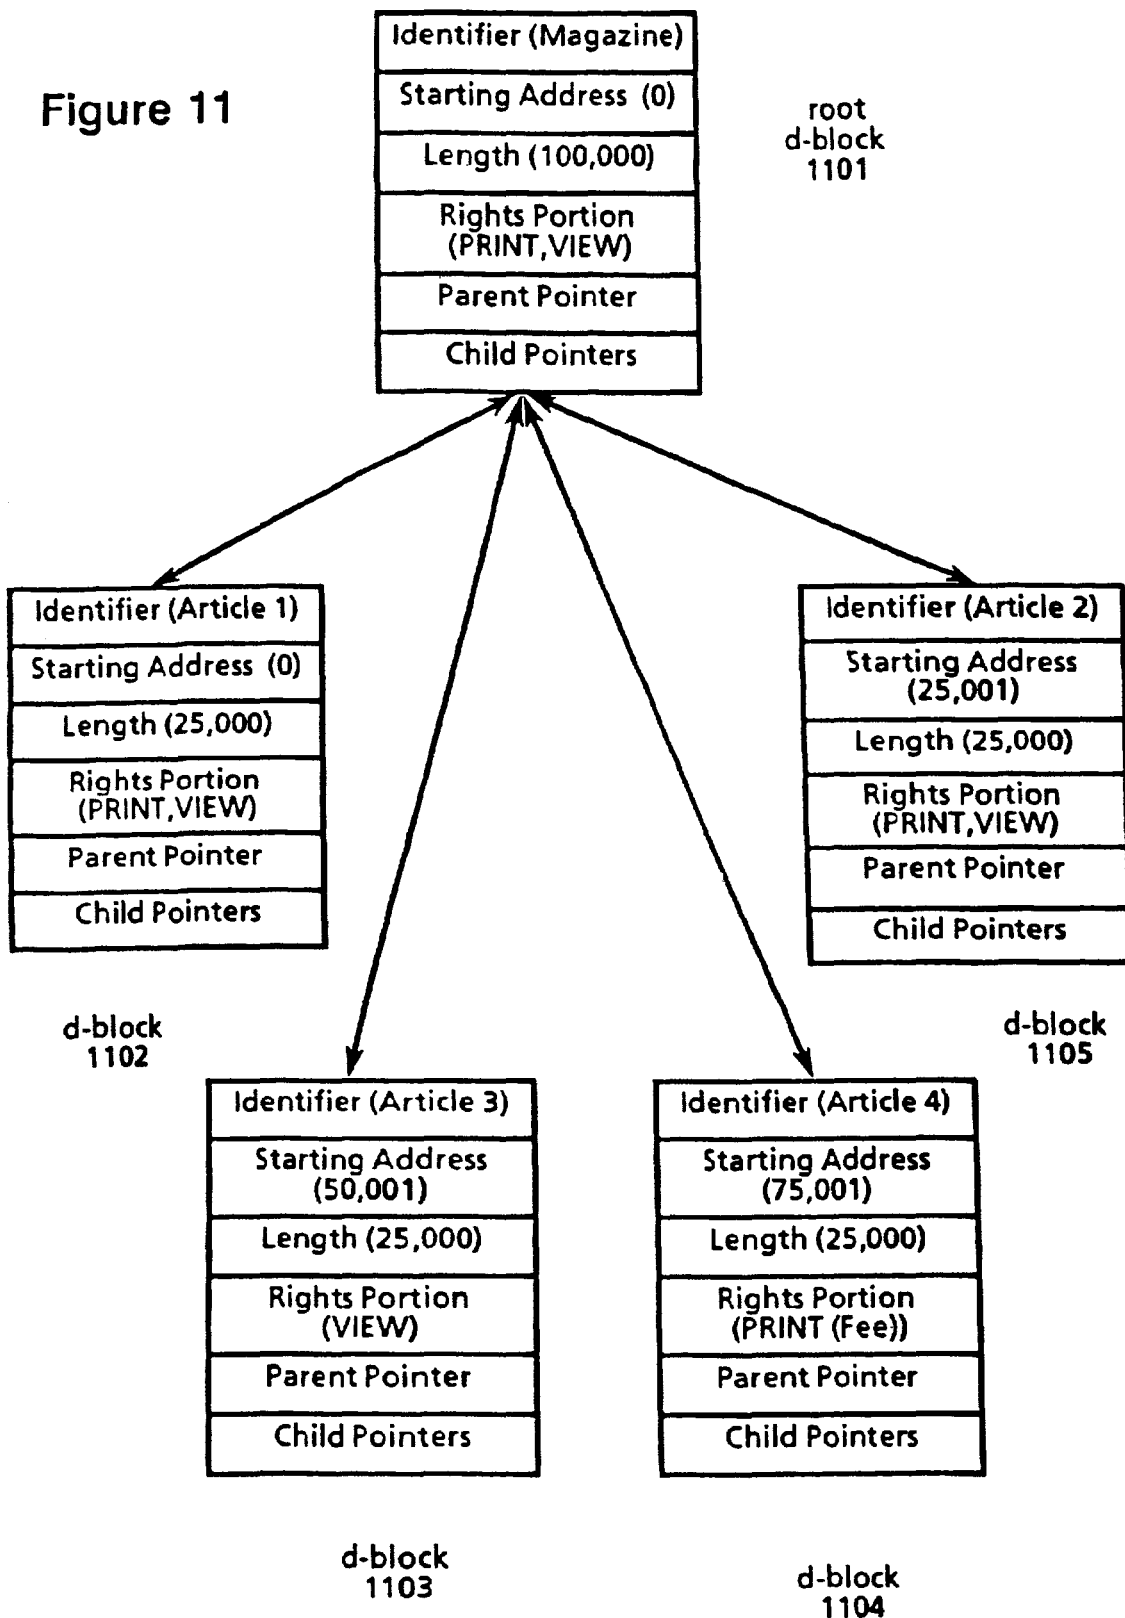 Figure 11
Identifier (Magazine)
Starting Address (0)
Length (100,000)
Rights Portion
(PRINT,VIEW)
Parent Pointer
Child Pointers
root
d-block
1101
Identifier (Article 1)
Starting Address (0)
Length (25,000)
Rights Portion
(PRINT,VIEW)
Parent Pointer
Child Pointers
d-block
1102
Identifier (Article 2)
Starting Address
(25,001)
Length (25,000)
Rights Portion
(PRINT,VIEW)
Parent Pointer
Child Pointers
d-block
1105
Identifier (Article 3)
Starting Address
(50,001)
Length (25,000)
Rights Portion
(VIEW)
Parent Pointer
Child Pointers
d-block
1103
Identifier (Article 4)
Starting Address
(75,001)
Length (25,000)
Rights Portion
(PRINT (Fee))
Parent Pointer
Child Pointers
d-block
1104